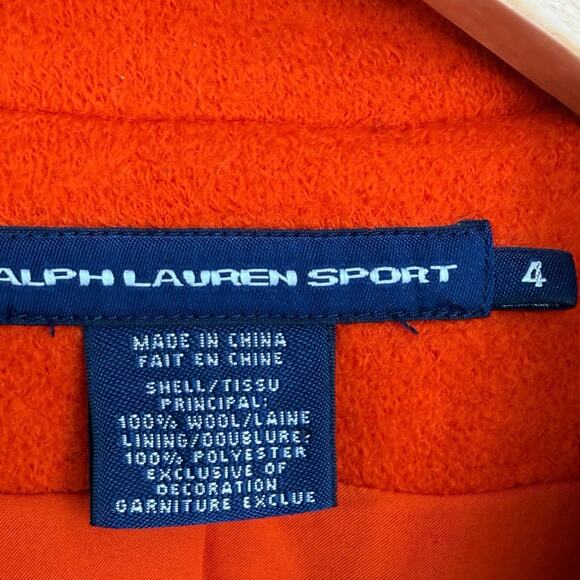 ALPH LAUREN SPORT
4
MADE IN CHINA
FAIT EN CHINE
SHELL/TISSU
PRINCIPAL:
100% WOOL/LAINE
LINING/DOUBLURE:
100% POLYESTER
EXCLUSIVE OF
DECORATION
GARNITURE EXCLUE